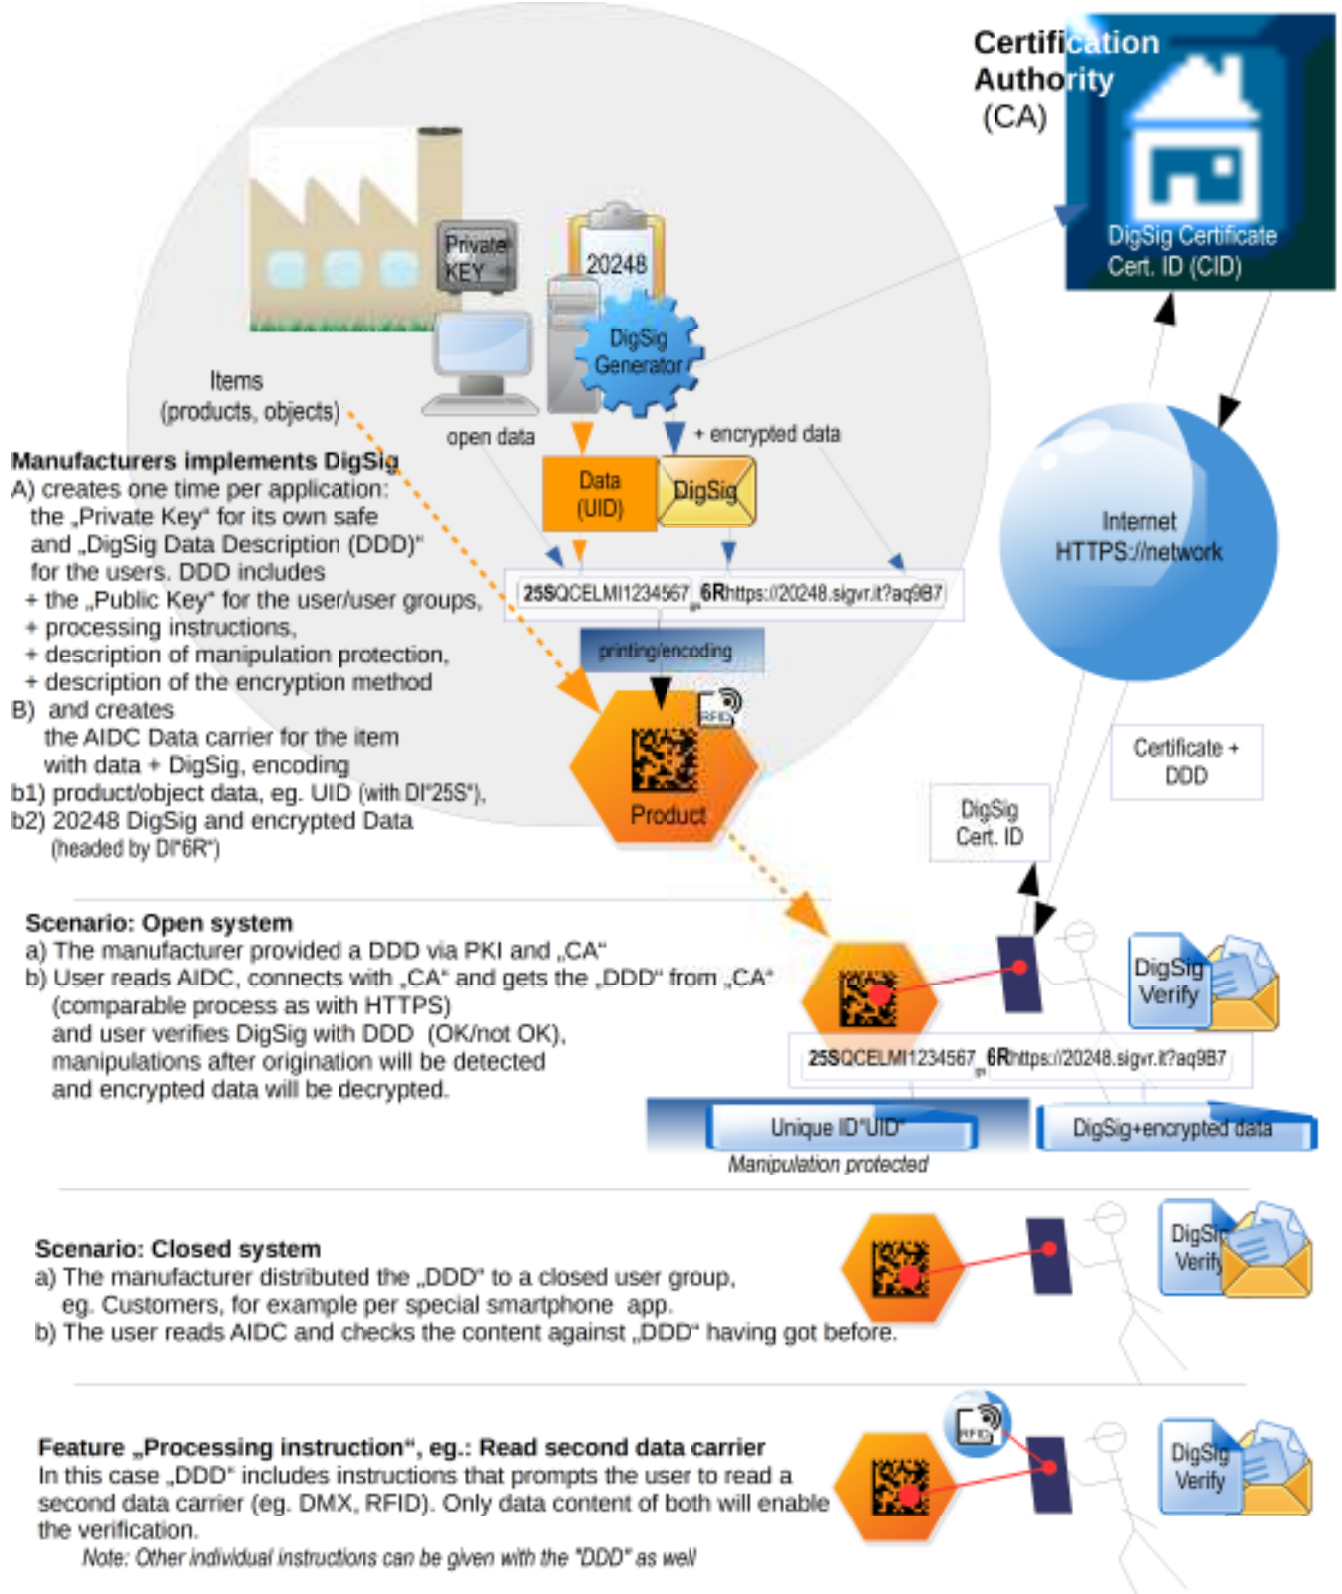 Certification
Authority
(CA)
DigSig Certificate
Cert. ID (CID)
Private
KEY
20248
DigSig
Generator
Items
(products, objects)
open data
+ encrypted data
Data
(UID)
DigSig
Internet
HTTPS://network
Manufacturers implements DigSig
A) creates one time per application:
the „Private Key“ for its own safe
and „DigSig Data Description (DDD)“
for the users. DDD includes
+ the „Public Key“ for the user/user groups,
+ processing instructions,
+ description of manipulation protection,
+ description of the encryption method
B) and creates
the AIDC Data carrier for the item
with data + DigSig, encoding
b1) product/object data, eg. UID (with DI“25S“),
b2) 20248 DigSig and encrypted Data
(headed by DI“6R“)
25SQCELMI1234567 6Rhttps://20248.sigvr.it?aq9B7
printing/encoding
RFID
Product
Certificate +
DDD
DigSig
Cert. ID
Scenario: Open system
a) The manufacturer provided a DDD via PKI and „CA“
b) User reads AIDC, connects with „CA“ and gets the „DDD“ from „CA“
(comparable process as with HTTPS)
and user verifies DigSig with DDD (OK/not OK),
manipulations after origination will be detected
and encrypted data will be decrypted.
DigSig
Verify
25SQCELMI1234567 6Rhttps://20248.sigvr.it?aq9B7
Unique ID“UID“
DigSig+encrypted data
Manipulation protected
Scenario: Closed system
a) The manufacturer distributed the „DDD“ to a closed user group,
eg. Customers, for example per special smartphone app.
b) The user reads AIDC and checks the content against „DDD“ having got before.
DigSig
Verify
Feature „Processing instruction“, eg.: Read second data carrier
In this case „DDD“ includes instructions that prompts the user to read a
second data carrier (eg. DMX, RFID). Only data content of both will enable
the verification.
Note: Other individual instructions can be given with the "DDD" as well
RFID
DigSig
Verify